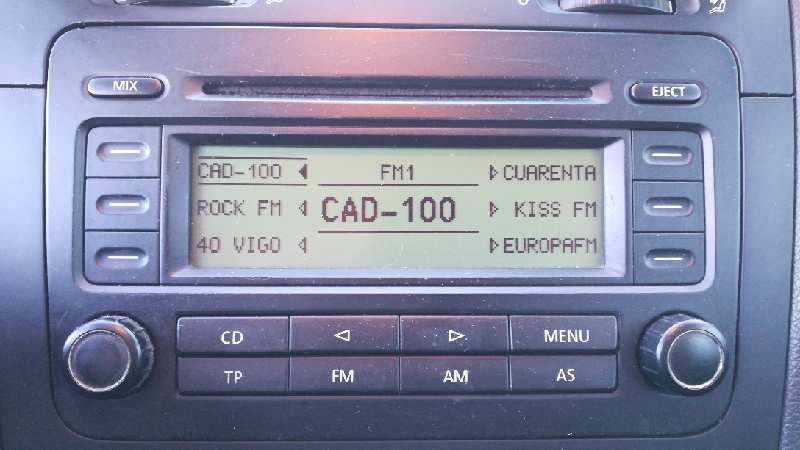 MIX
EJECT
CAD-100 FM1 CUARENTA
ROCK FM CAD-100 KISS FM
40 VIGO EUROPAFM
CD MENU
TP FM AM AS